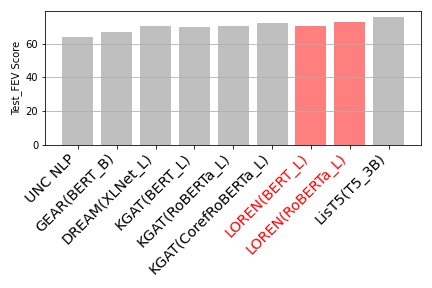 Test_FEV Score
60
40
20
0
UNC NLP
GEAR(BERT_B)
DREAM(XLNet_L)
KGAT(BERT_L)
KGAT(RoBERTa_L)
KGAT(CorefRoBERTa_L)
LOREN(BERT_L)
LOREN(RoBERTa_L)
LisT5(T5_3B)